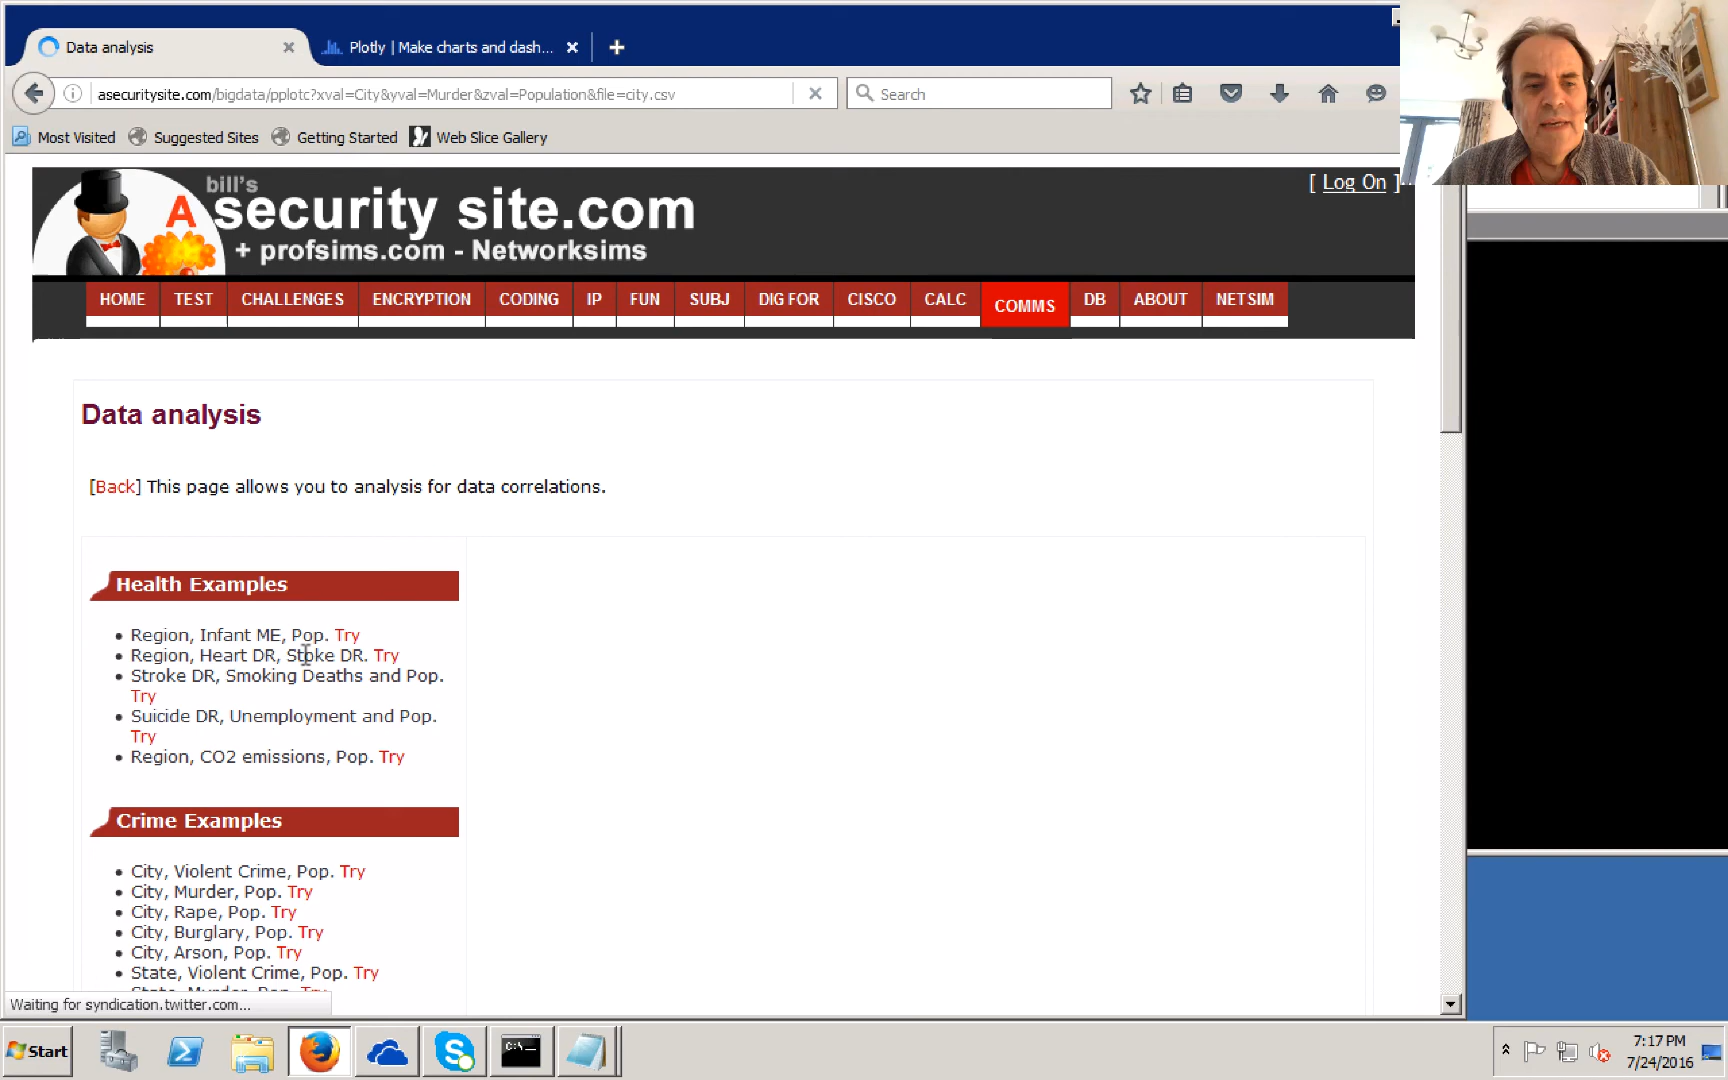 Data analysis
Plotly | Make charts and dash...
asecuritysite.com/bigdata/pplotc?xval=City&yval=Murder&zval=Population&file=city.csv
Search
Most Visited
Suggested Sites
Getting Started
Web Slice Gallery
bill's
A security site.com
+ profsims.com - Networksims
[ Log On ]
HOME
TEST
CHALLENGES
ENCRYPTION
CODING
IP
FUN
SUBJ
DIG FOR
CISCO
CALC
COMMS
DB
ABOUT
NETSIM
Data analysis
[Back] This page allows you to analysis for data correlations.
Health Examples
Region, Infant ME, Pop. Try
Region, Heart DR, Stoke DR. Try
Stroke DR, Smoking Deaths and Pop.
Try
Suicide DR, Unemployment and Pop.
Try
Region, CO2 emissions, Pop. Try
Crime Examples
City, Violent Crime, Pop. Try
City, Murder, Pop. Try
City, Rape, Pop. Try
City, Burglary, Pop. Try
City, Arson, Pop. Try
State, Violent Crime, Pop. Try
State, Murder, Pop. Try
Waiting for syndication.twitter.com...
Start
C:\_
7:17 PM
7/24/2016